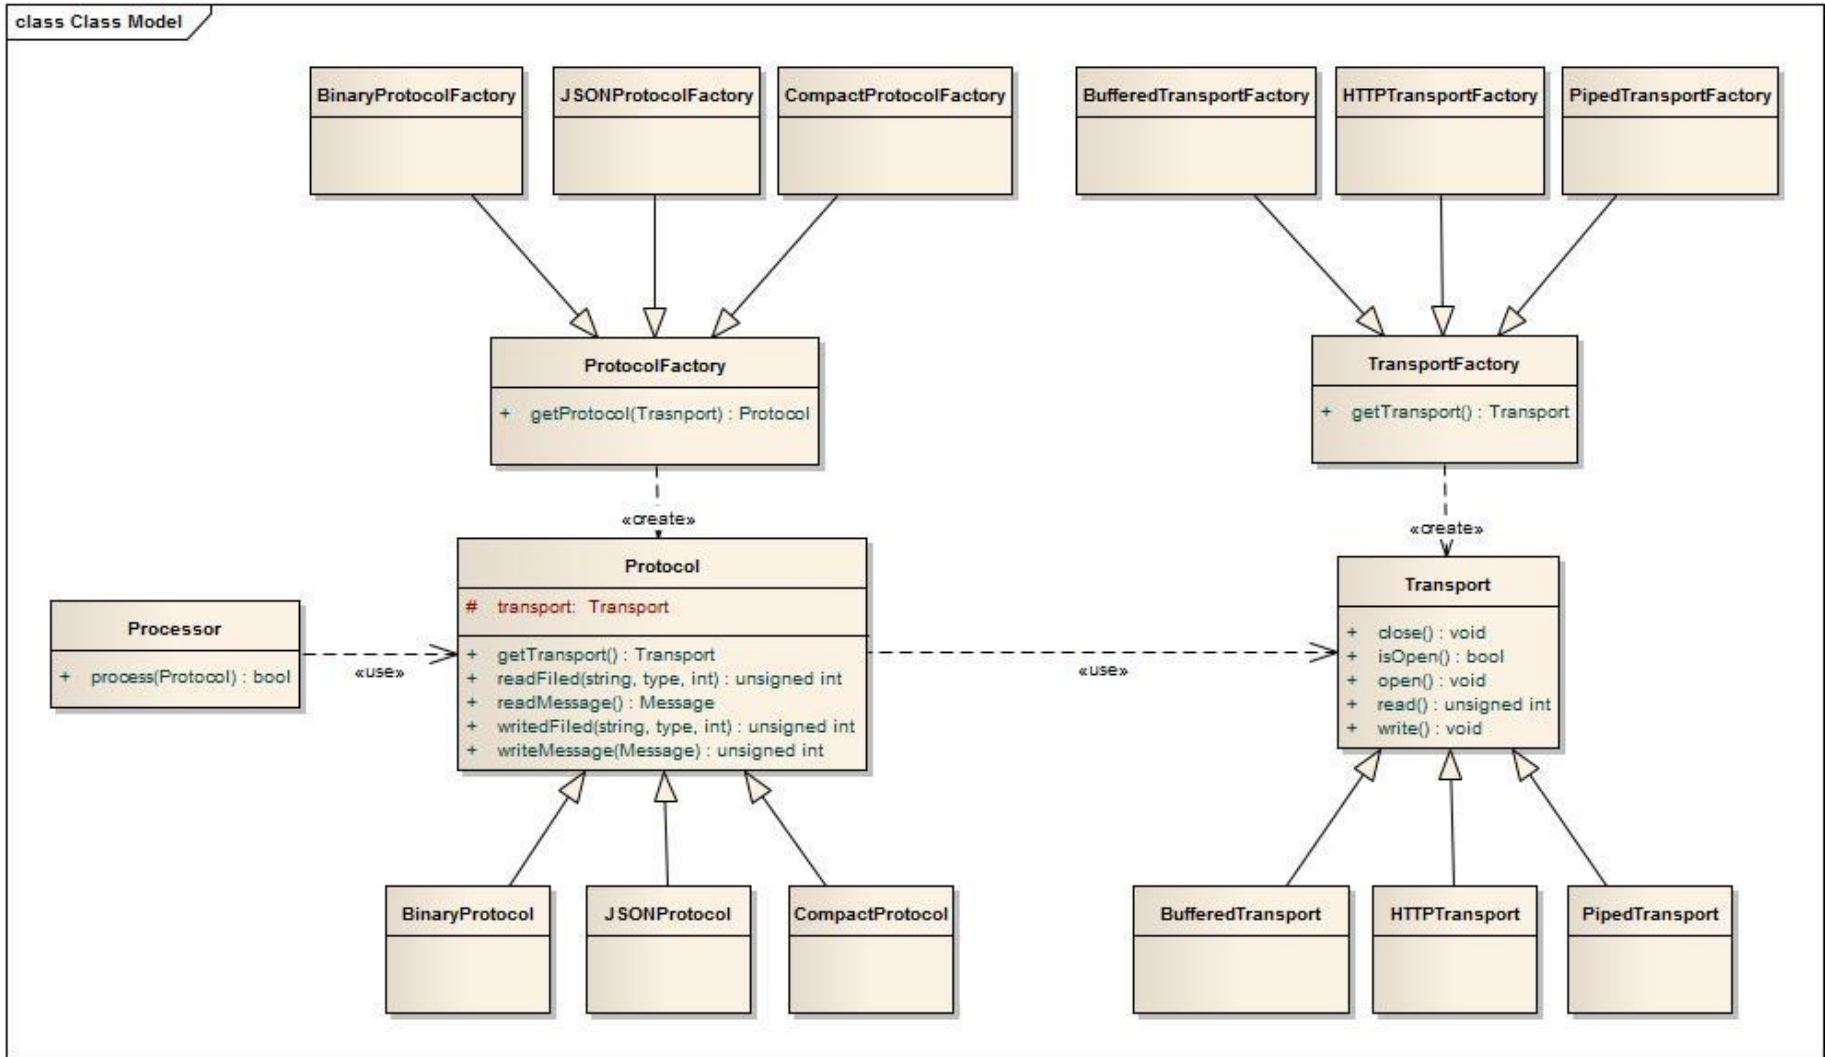 class Class Model
BinaryProtocolFactory
JSONProtocolFactory
CompactProtocolFactory
BufferedTransportFactory
HTTPTransportFactory
PipedTransportFactory
ProtocolFactory
+ getProtocol(Trasnport) : Protocol
TransportFactory
+ getTransport() : Transport
«create»
«create»
Processor
+ process(Protocol) : bool
«use»
Protocol
# transport: Transport
+ getTransport() : Transport
+ readFiled(string, type, int) : unsigned int
+ readMessage() : Message
+ writedFiled(string, type, int) : unsigned int
+ writeMessage(Message) : unsigned int
«use»
Transport
+ close() : void
+ isOpen() : bool
+ open() : void
+ read() : unsigned int
+ write() : void
BinaryProtocol
JSONProtocol
CompactProtocol
BufferedTransport
HTTPTransport
PipedTransport